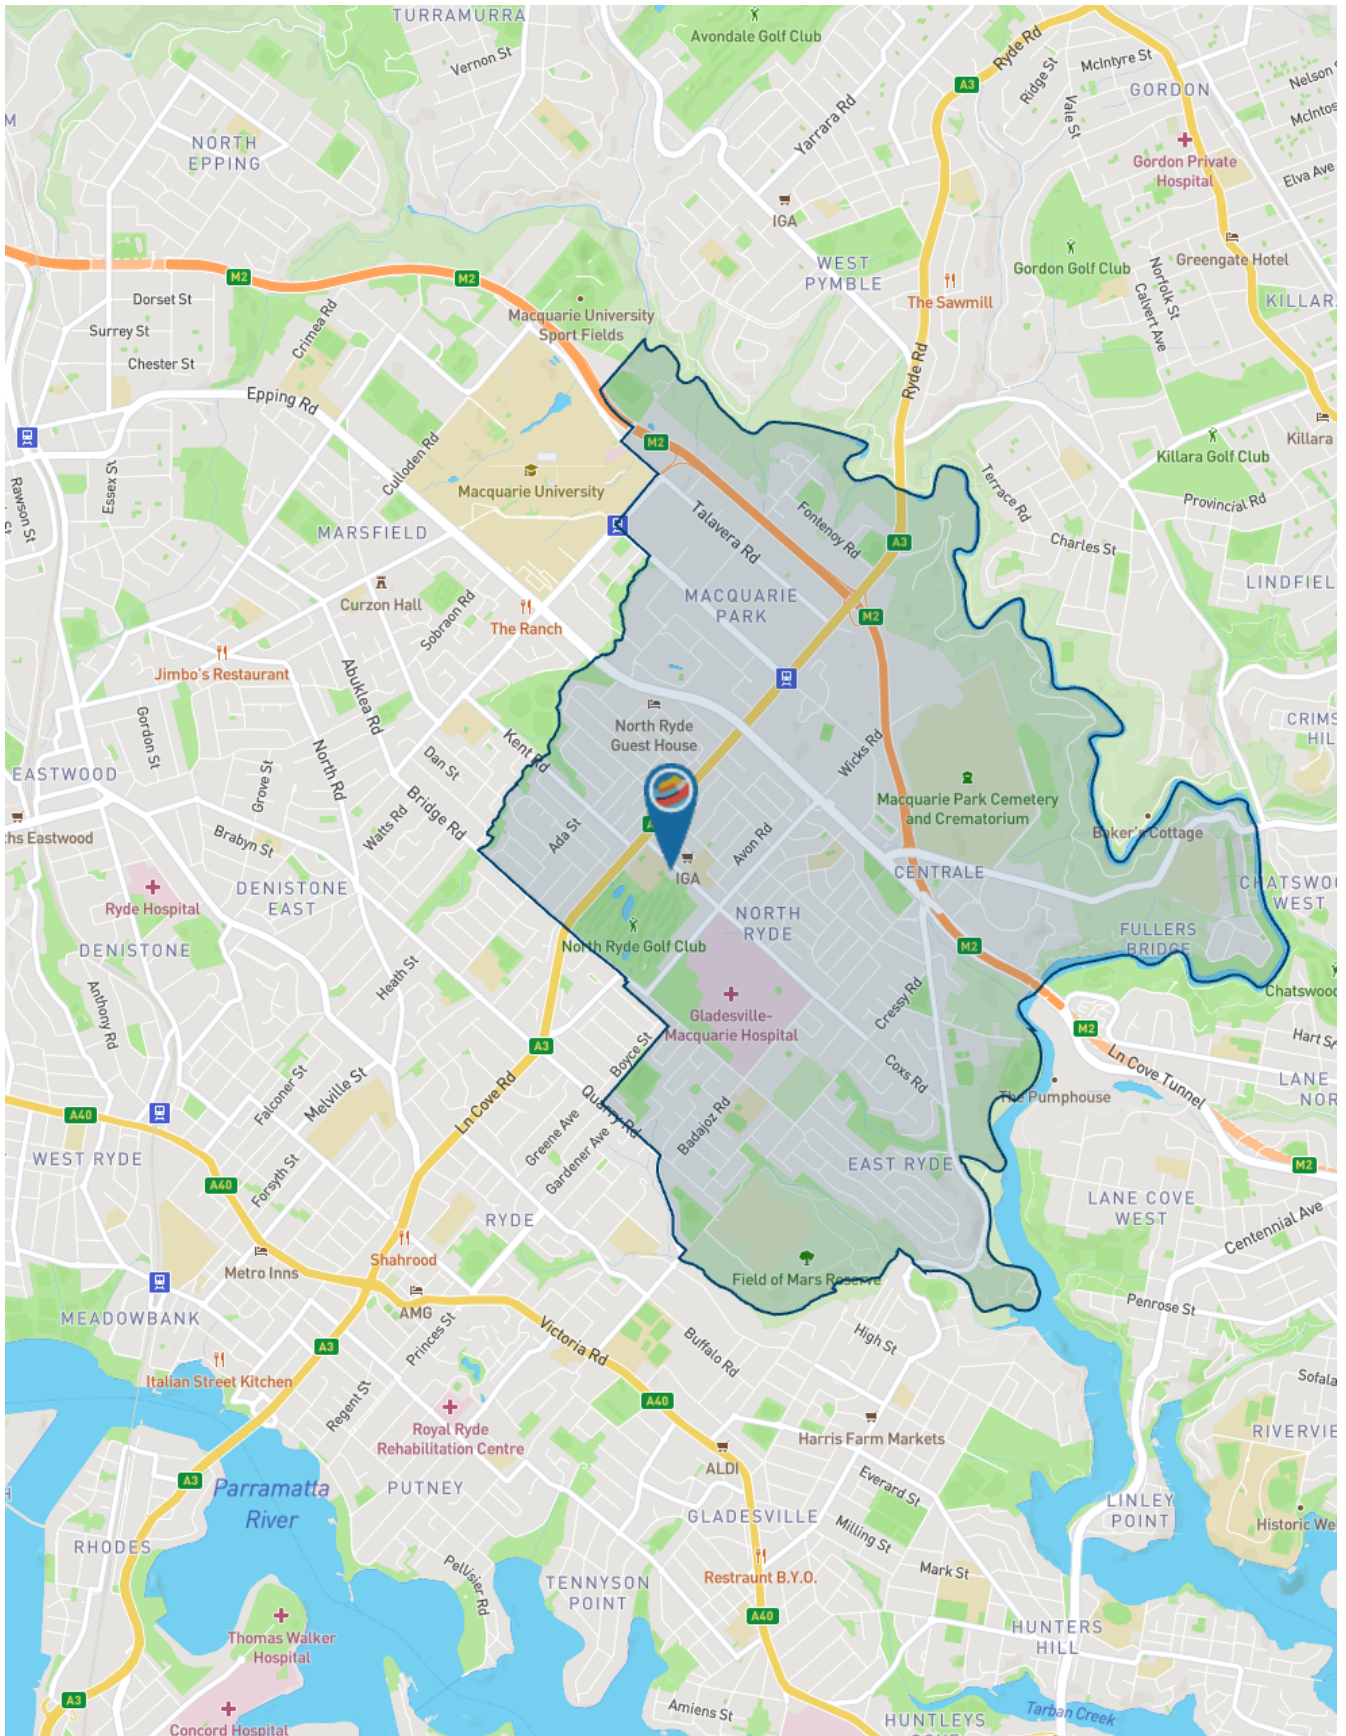 TURRAMURRA
Avondale Golf Club
Vernon St
Ryde Rd
McIntyre St
Ridge St
A3
GORDON
Nelson
Vale St
McIntos
NORTH
EPPING
Yarrara Rd
Gordon Private
Hospital
Elva Ave
IGA
WEST
PYMBLE
Gordon Golf Club
Greengate Hotel
Norfolk St
Calvert Ave
M2
M2
Dorset St
The Sawmill
KILLAR
Macquarie University
Sport Fields
Surrey St
Crimea Rd
Chester St
Ryde Rd
Epping Rd
Killara
M2
Killara Golf Club
Culloden Rd
Essex St
Rawson St
Macquarie University
Terrace Rd
Provincial Rd
Talavera Rd
Fontenoy Rd
MARSFIELD
A3
Charles St
Curzon Hall
LINDFIEL
MACQUARIE
PARK
Sobraon Rd
The Ranch
M2
Jimbo's Restaurant
Abuklea Rd
North Ryde
Guest House
Gordon St
Kent Rd
CRIMS
HIL
Wicks Rd
Dan St
North Rd
EASTWOOD
Grove St
Bridge Rd
Macquarie Park Cemetery
and Crematorium
Watts Rd
Ada St
A
Avon Rd
Baker's Cottage
ths Eastwood
Brabyn St
IGA
CENTRALE
CHATSWOO
WEST
DENISTONE
EAST
Ryde Hospital
NORTH
RYDE
FULLERS
BRIDGE
DENISTONE
North Ryde Golf Club
M2
Heath St
Cressy Rd
Chatswood
Anthony Rd
Gladesville-
Macquarie Hospital
M2
Hart St
A3
Boyce St
Ln Cove Tunnel
Coxs Rd
Falconer St
Melville St
Ln Cove Rd
Quarry Rd
The Pumphouse
LANE
NOR
A40
Greene Ave
Gardener Ave
Badajoz Rd
WEST RYDE
EAST RYDE
M2
A40
Forsyth St
LANE COVE
WEST
RYDE
Centennial Ave
Shahrood
Metro Inns
Field of Mars Reserve
AMG
Penrose St
MEADOWBANK
Princes St
Victoria Rd
High St
A3
Buffalo Rd
Italian Street Kitchen
Sofala
Regent St
A40
Royal Ryde
Rehabilitation Centre
Harris Farm Markets
RIVERVIE
ALDI
A3
Parramatta
River
PUTNEY
Everard St
LINLEY
POINT
GLADESVILLE
Historic We
Milling St
RHODES
Pellisier Rd
Mark St
Restraunt B.Y.O.
TENNYSON
POINT
A40
HUNTERS
HILL
Thomas Walker
Hospital
A3
Amiens St
Tarban Creek
HUNTLEYS
Concord Hospital